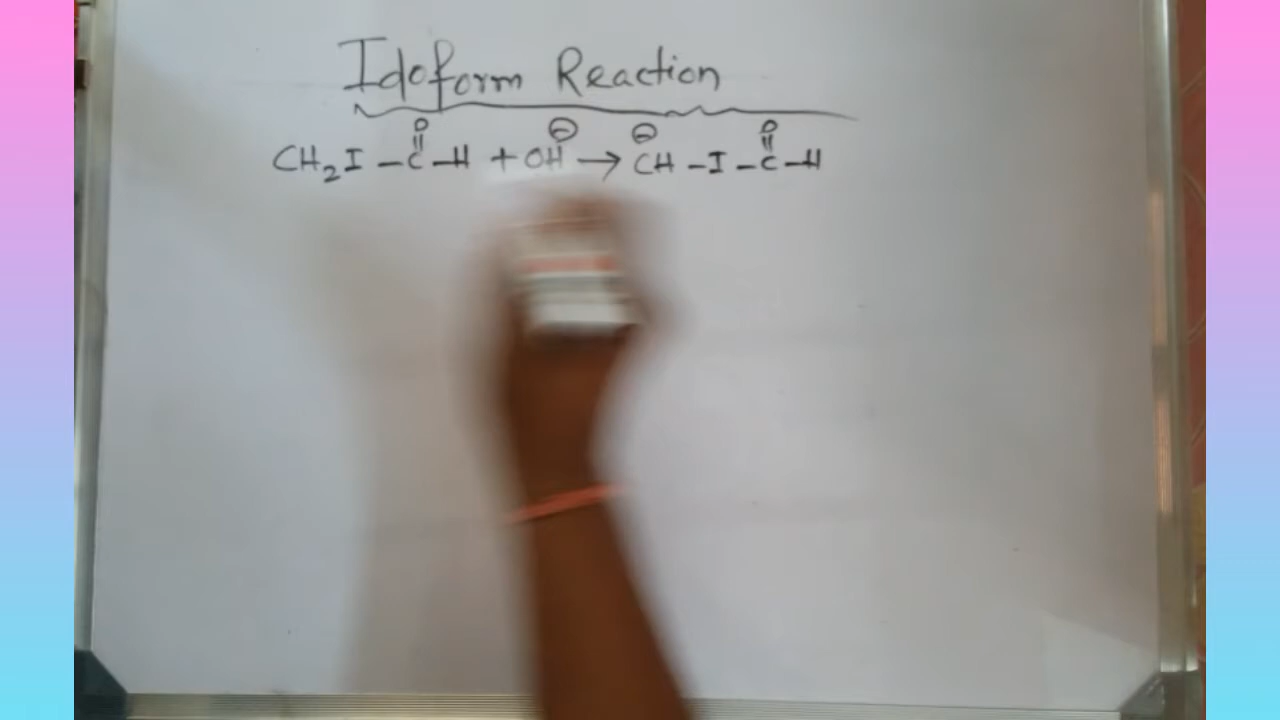 Idoform Reaction
O ⊖ ⊖ O
CH₂I – C – H + OH → CH – I – C – H